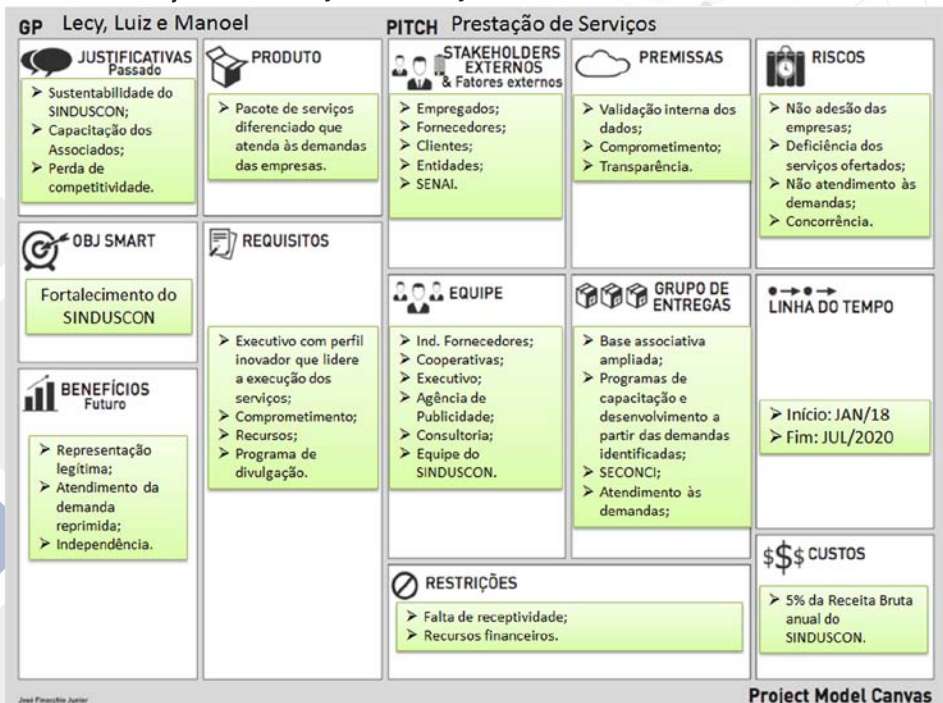 GP Lecy, Luiz e Manoel
PITCH Prestação de Serviços
JUSTIFICATIVAS
Passado
➢ Sustentabilidade do
SINDUSCON;
➢ Capacitação dos
Associados;
➢ Perda de
competitividade.
PRODUTO
➢ Pacote de serviços
diferenciado que
atenda às demandas
das empresas.
STAKEHOLDERS
EXTERNOS
& Fatores externos
➢ Empregados;
➢ Fornecedores;
➢ Clientes;
➢ Entidades;
➢ SENAI.
PREMISSAS
➢ Validação interna dos
dados;
➢ Comprometimento;
➢ Transparência.
RISCOS
➢ Não adesão das
empresas;
➢ Deficiência dos
serviços ofertados;
➢ Não atendimento às
demandas;
➢ Concorrência.
OBJ SMART
Fortalecimento do
SINDUSCON
REQUISITOS
➢ Executivo com perfil
inovador que lidere
a execução dos
serviços;
➢ Comprometimento;
➢ Recursos;
➢ Programa de
divulgação.
EQUIPE
➢ Ind. Fornecedores;
➢ Cooperativas;
➢ Executivo;
➢ Agência de
Publicidade;
➢ Consultoria;
➢ Equipe do
SINDUSCON.
GRUPO DE
ENTREGAS
➢ Base associativa
ampliada;
➢ Programas de
capacitação e
desenvolvimento a
partir das demandas
identificadas;
➢ SECONCI;
➢ Atendimento às
demandas;
LINHA DO TEMPO
➢ Início: JAN/18
➢ Fim: JUL/2020
BENEFÍCIOS
Futuro
➢ Representação
legítima;
➢ Atendimento da
demanda
reprimida;
➢ Independência.
RESTRIÇÕES
➢ Falta de receptividade;
➢ Recursos financeiros.
$$$ CUSTOS
➢ 5% da Receita Bruta
anual do
SINDUSCON.
José Finocchio Junior
Project Model Canvas